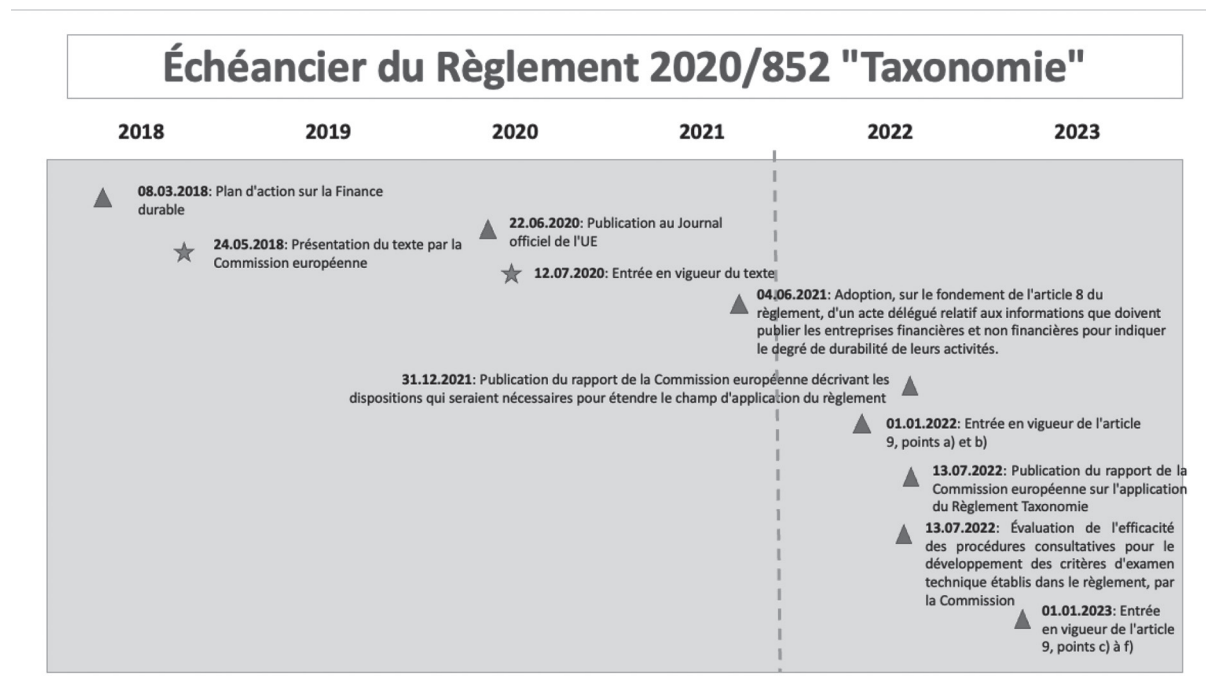 Échéancier du Règlement 2020/852 "Taxonomie"
2018 2019 2020 2021 2022 2023
08.03.2018: Plan d'action sur la Finance
durable
24.05.2018: Présentation du texte par la
Commission européenne
22.06.2020: Publication au Journal
officiel de l'UE
12.07.2020: Entrée en vigueur du texte
04.06.2021: Adoption, sur le fondement de l'article 8 du
règlement, d'un acte délégué relatif aux informations que doivent
publier les entreprises financières et non financières pour indiquer
le degré de durabilité de leurs activités.
31.12.2021: Publication du rapport de la Commission européenne décrivant les
dispositions qui seraient nécessaires pour étendre le champ d'application du règlement
01.01.2022: Entrée en vigueur de l'article
9, points a) et b)
13.07.2022: Publication du rapport de la
Commission européenne sur l'application
du Règlement Taxonomie
13.07.2022: Évaluation de l'efficacité
des procédures consultatives pour le
développement des critères d'examen
technique établis dans le règlement, par
la Commission
01.01.2023: Entrée
en vigueur de l'article
9, points c) à f)